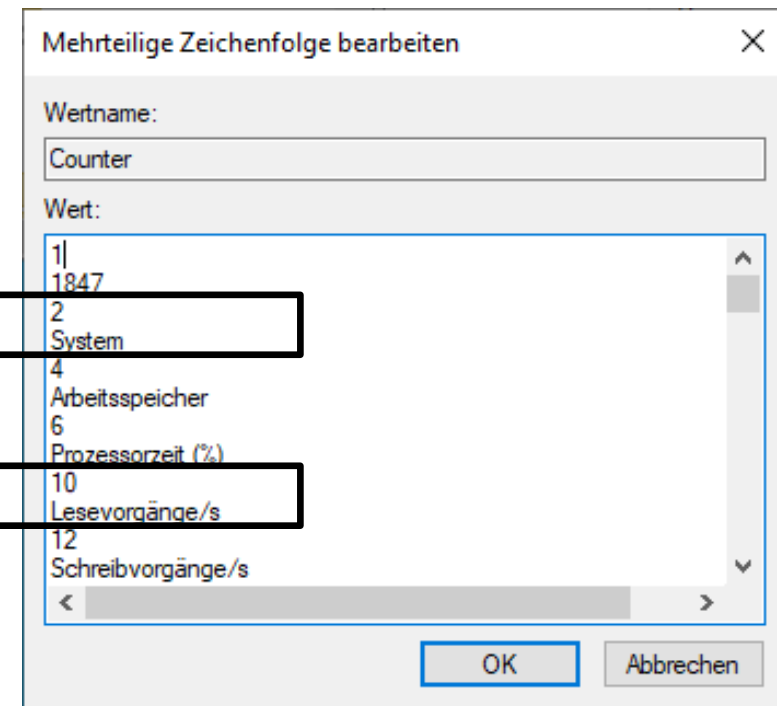 Mehrteilige Zeichenfolge bearbeiten
Wertname:
Counter
Wert:
1
1847
2
System
4
Arbeitsspeicher
6
Prozessorzeit (%)
10
Lesevorgänge/s
12
Schreibvorgänge/s
OK Abbrechen